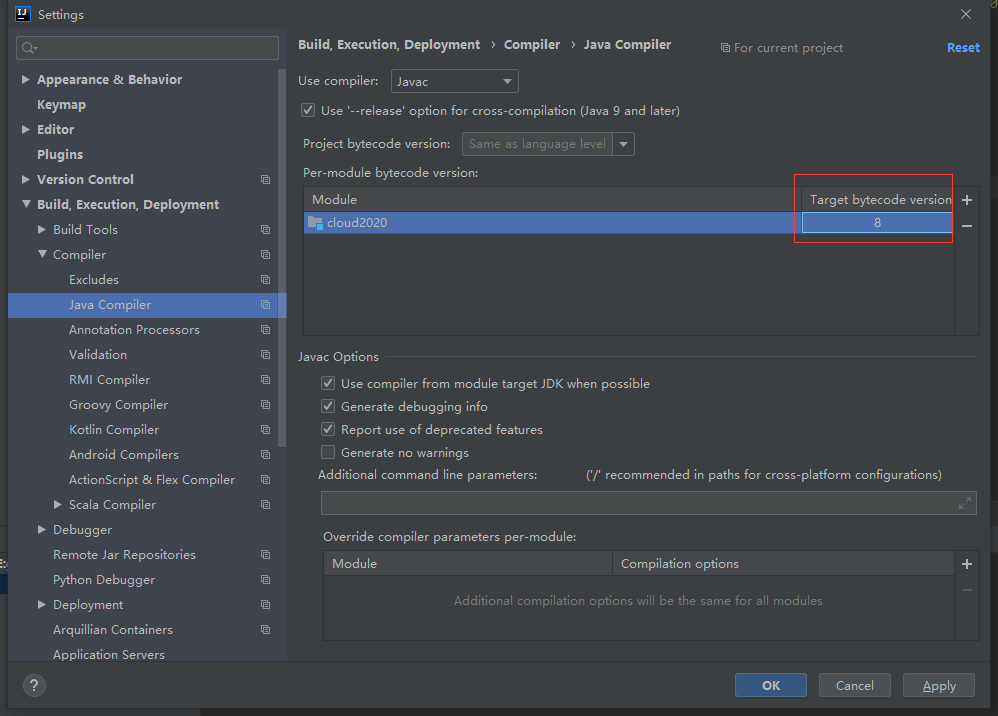 Settings
Build, Execution, Deployment › Compiler › Java Compiler
For current project
Reset
Appearance & Behavior
Keymap
Editor
Plugins
Version Control
Build, Execution, Deployment
Build Tools
Compiler
Excludes
Java Compiler
Annotation Processors
Validation
RMI Compiler
Groovy Compiler
Kotlin Compiler
Android Compilers
ActionScript & Flex Compiler
Scala Compiler
Debugger
Remote Jar Repositories
Python Debugger
Deployment
Arquillian Containers
Application Servers
Use compiler: Javac
Use '--release' option for cross-compilation (Java 9 and later)
Project bytecode version: Same as language level
Per-module bytecode version:
Module Target bytecode version
cloud2020 8
Javac Options
Use compiler from module target JDK when possible
Generate debugging info
Report use of deprecated features
Generate no warnings
Additional command line parameters: ('/' recommended in paths for cross-platform configurations)
Override compiler parameters per-module:
Module Compilation options
Additional compilation options will be the same for all modules
?
OK Cancel Apply